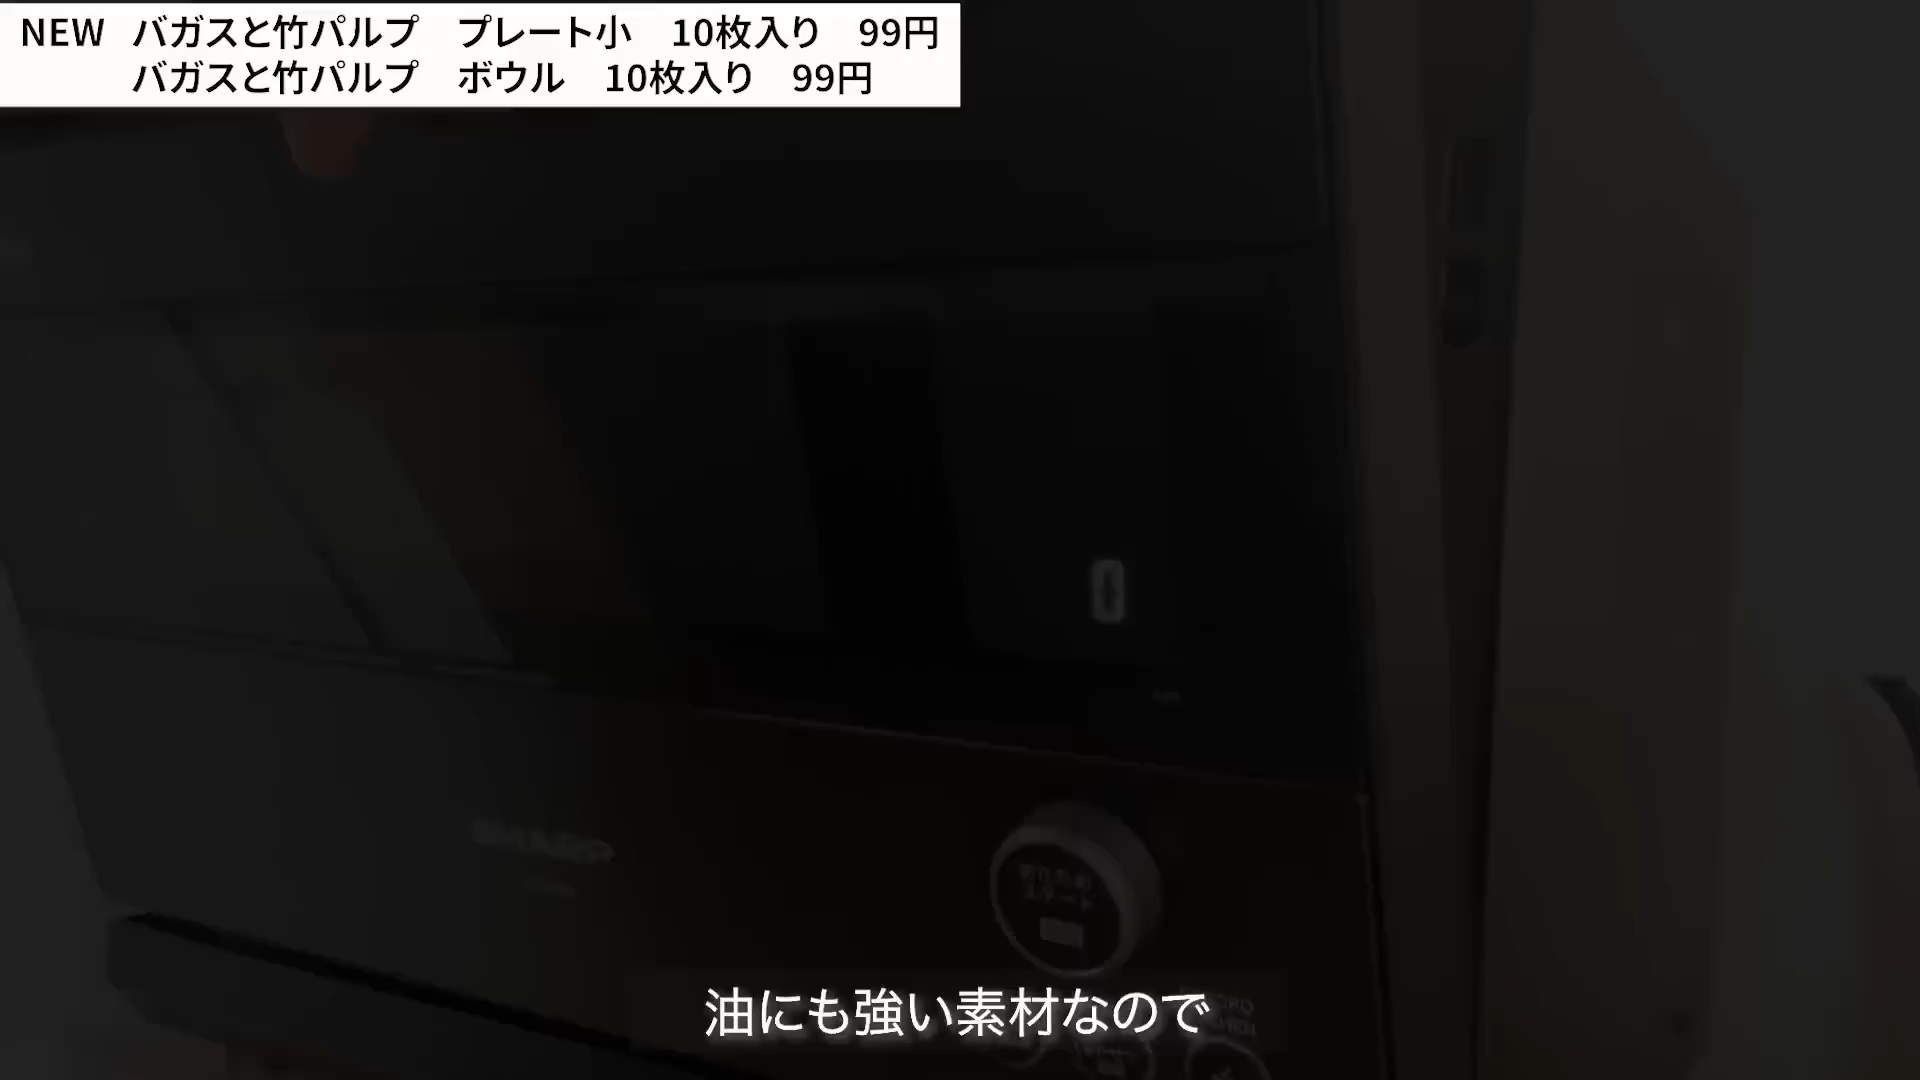 NEW バガスと竹パルプ　プレート小　10枚入り　99円
バガスと竹パルプ　ボウル　10枚入り　99円
SHARP
油にも強い素材なので